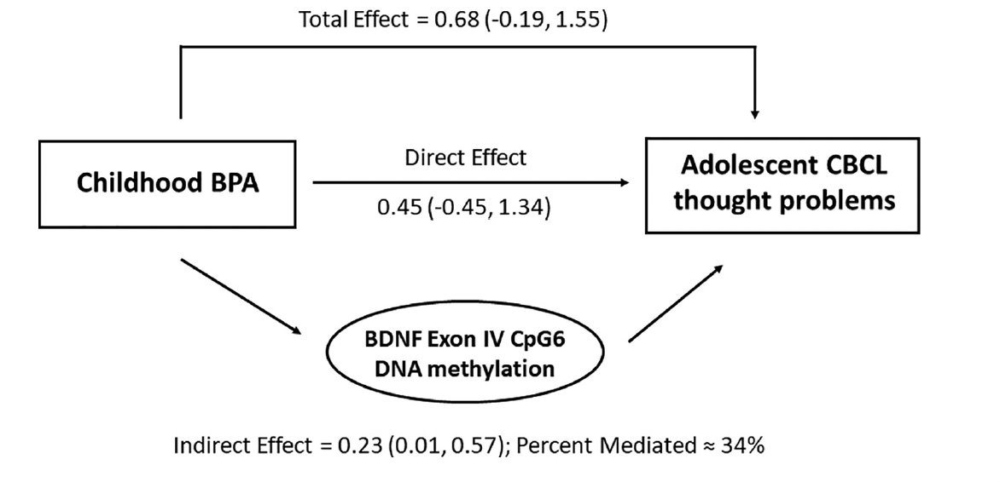 Total Effect = 0.68 (-0.19, 1.55)
Childhood BPA
Direct Effect
0.45 (-0.45, 1.34)
Adolescent CBCL
thought problems
BDNF Exon IV CpG6
DNA methylation
Indirect Effect = 0.23 (0.01, 0.57); Percent Mediated ≈ 34%